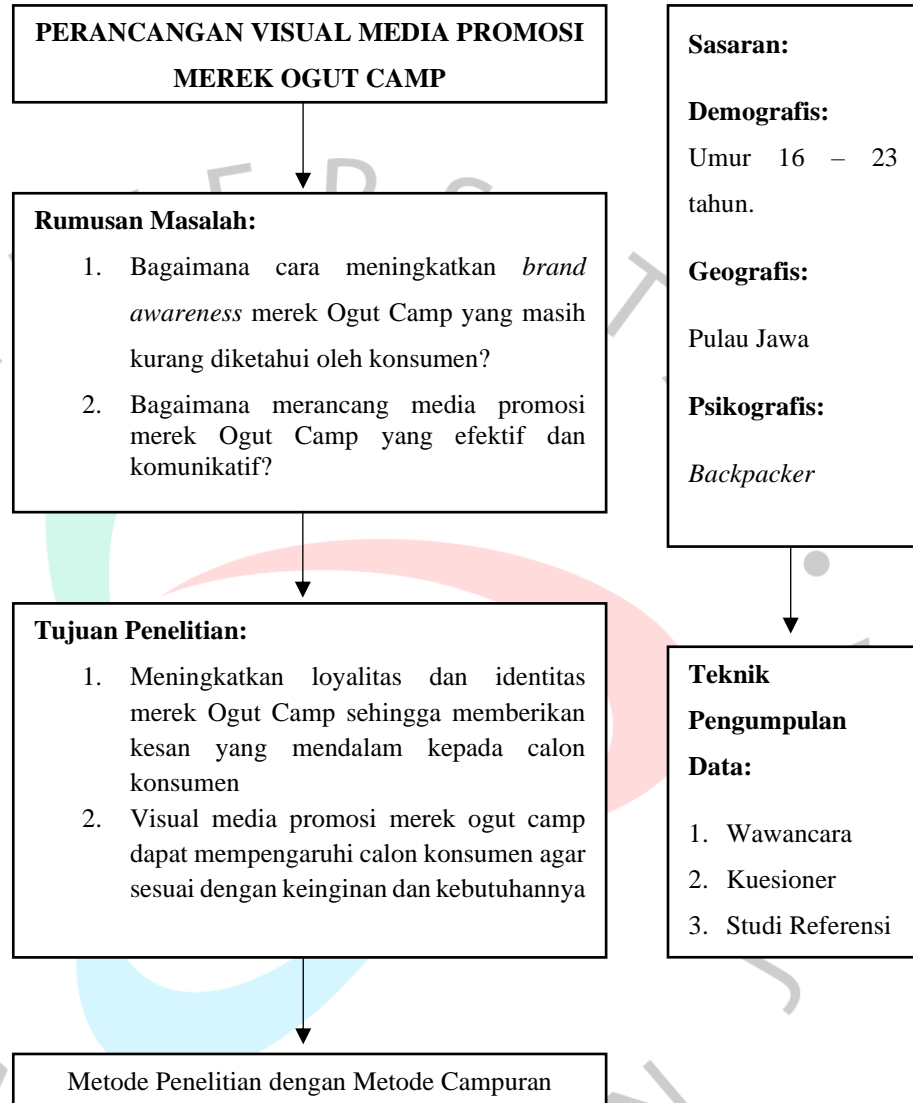 PERANCANGAN VISUAL MEDIA PROMOSI
MEREK OGUT CAMP
Rumusan Masalah:
1. Bagaimana cara meningkatkan brand
awareness merek Ogut Camp yang masih
kurang diketahui oleh konsumen?
2. Bagaimana merancang media promosi
merek Ogut Camp yang efektif dan
komunikatif?
Tujuan Penelitian:
1. Meningkatkan loyalitas dan identitas
merek Ogut Camp sehingga memberikan
kesan yang mendalam kepada calon
konsumen
2. Visual media promosi merek ogut camp
dapat mempengaruhi calon konsumen agar
sesuai dengan keinginan dan kebutuhannya
Metode Penelitian dengan Metode Campuran
Sasaran:
Demografis:
Umur 16 – 23
tahun.
Geografis:
Pulau Jawa
Psikografis:
Backpacker
Teknik
Pengumpulan
Data:
1. Wawancara
2. Kuesioner
3. Studi Referensi